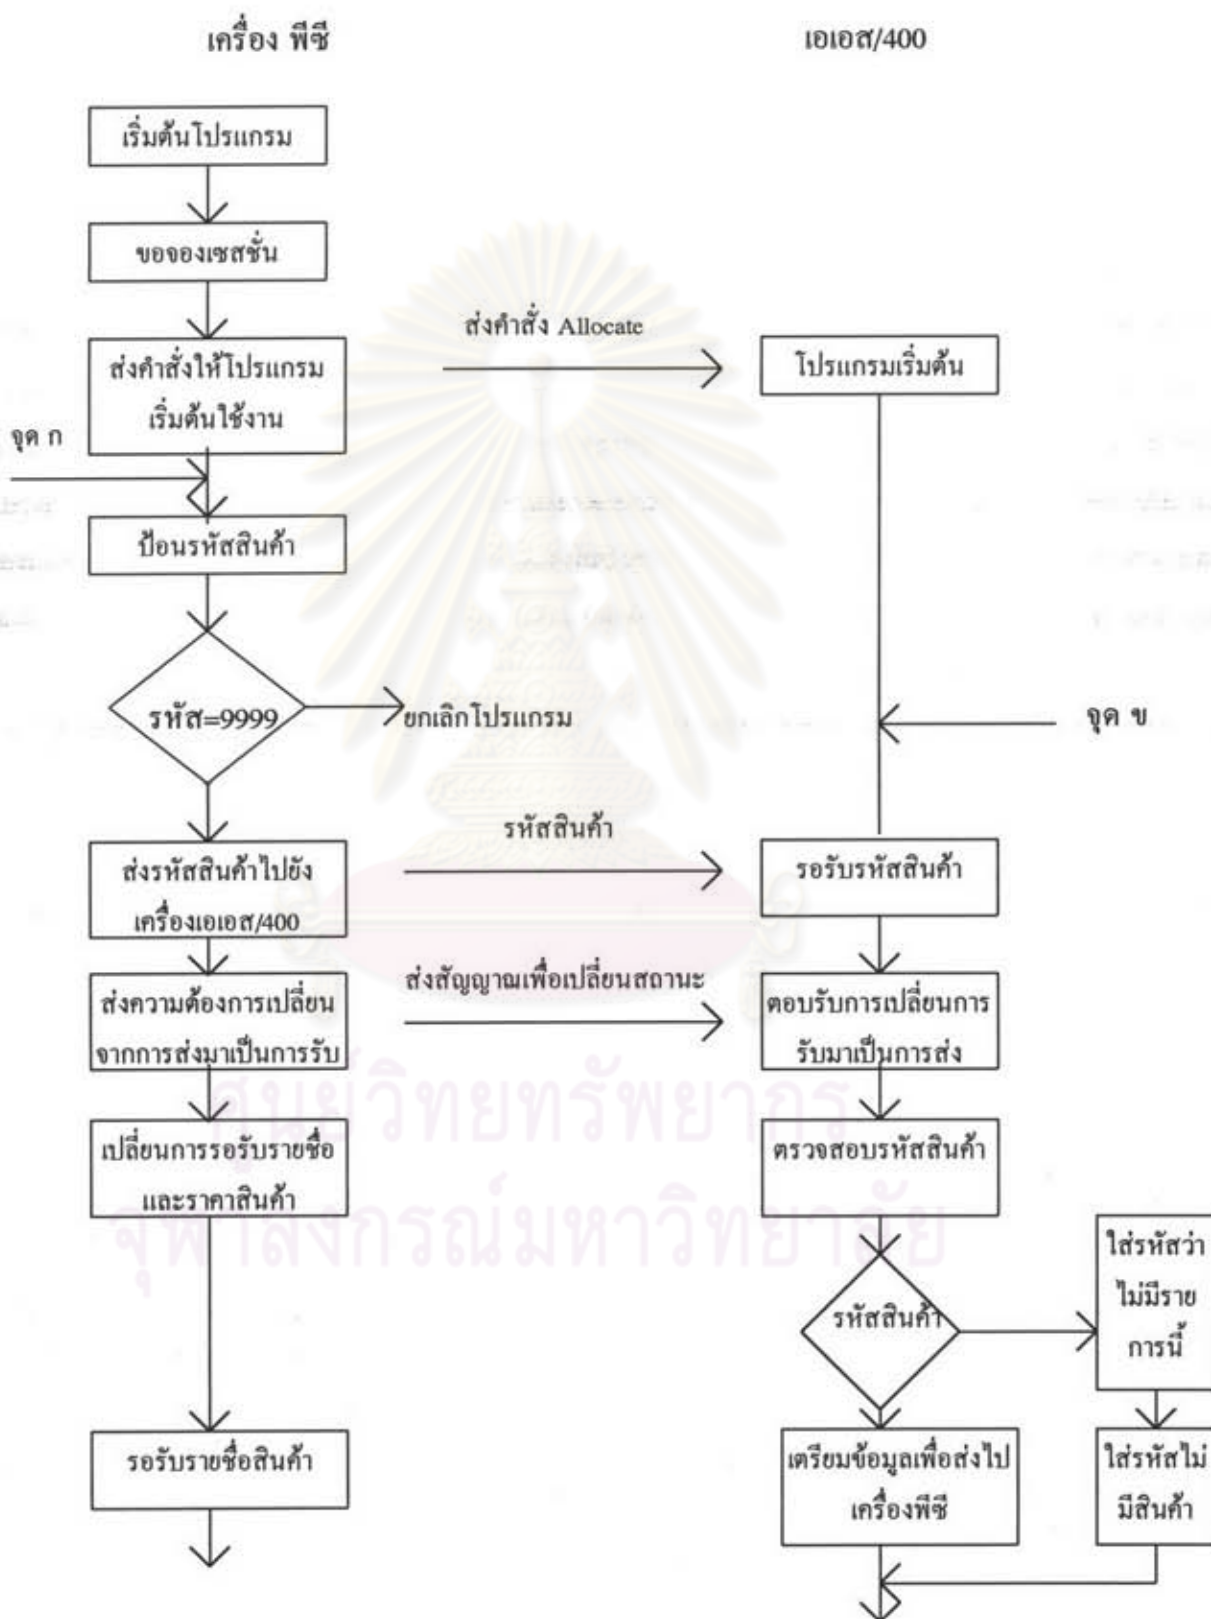 เครื่อง พีซี
เอเอส/400
เริ่มต้นโปรแกรม
ขอจองเซสชั่น
ส่งคำสั่ง Allocate
ส่งคำสั่งให้โปรแกรม
เริ่มต้นใช้งาน
โปรแกรมเริ่มต้น
จุด ก
ป้อนรหัสสินค้า
รหัส=9999
ยกเลิกโปรแกรม
จุด ข
รหัสสินค้า
ส่งรหัสสินค้าไปยัง
เครื่องเอเอส/400
รอรับรหัสสินค้า
ส่งสัญญาณเพื่อเปลี่ยนสถานะ
ส่งความต้องการเปลี่ยน
จากการส่งมาเป็นการรับ
ตอบรับการเปลี่ยนการ
รับมาเป็นการส่ง
ศูนย์วิทยทรัพยากร
จุฬาลงกรณ์มหาวิทยาลัย
เปลี่ยนการรอรับรายชื่อ
และราคาสินค้า
ตรวจสอบรหัสสินค้า
รหัสสินค้า
ใส่รหัสว่า
ไม่มีราย
การนี้
รอรับรายชื่อสินค้า
เตรียมข้อมูลเพื่อส่งไป
เครื่องพีซี
ใส่รหัสไม่
มีสินค้า